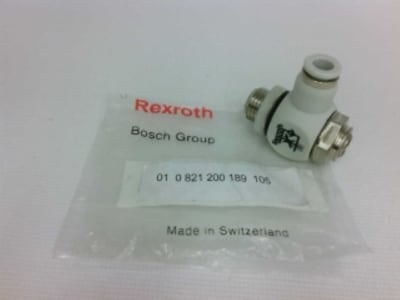 Rexroth
Bosch Group
01 0 821 200 189 105
Made in Switzerland